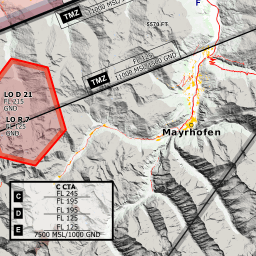 F
TMZ
11000 MSL/1000 GND
5570 FT
FL 125
TMZ
11000 MSL/1000 GND
LO D 21
FL 215
GND
LO R 7
FL 125
GND
Mayrhofen
C CTA
FL 245
C
FL 195
FL 195
D
FL 125
FL 125
E
7500 MSL/1000 GND